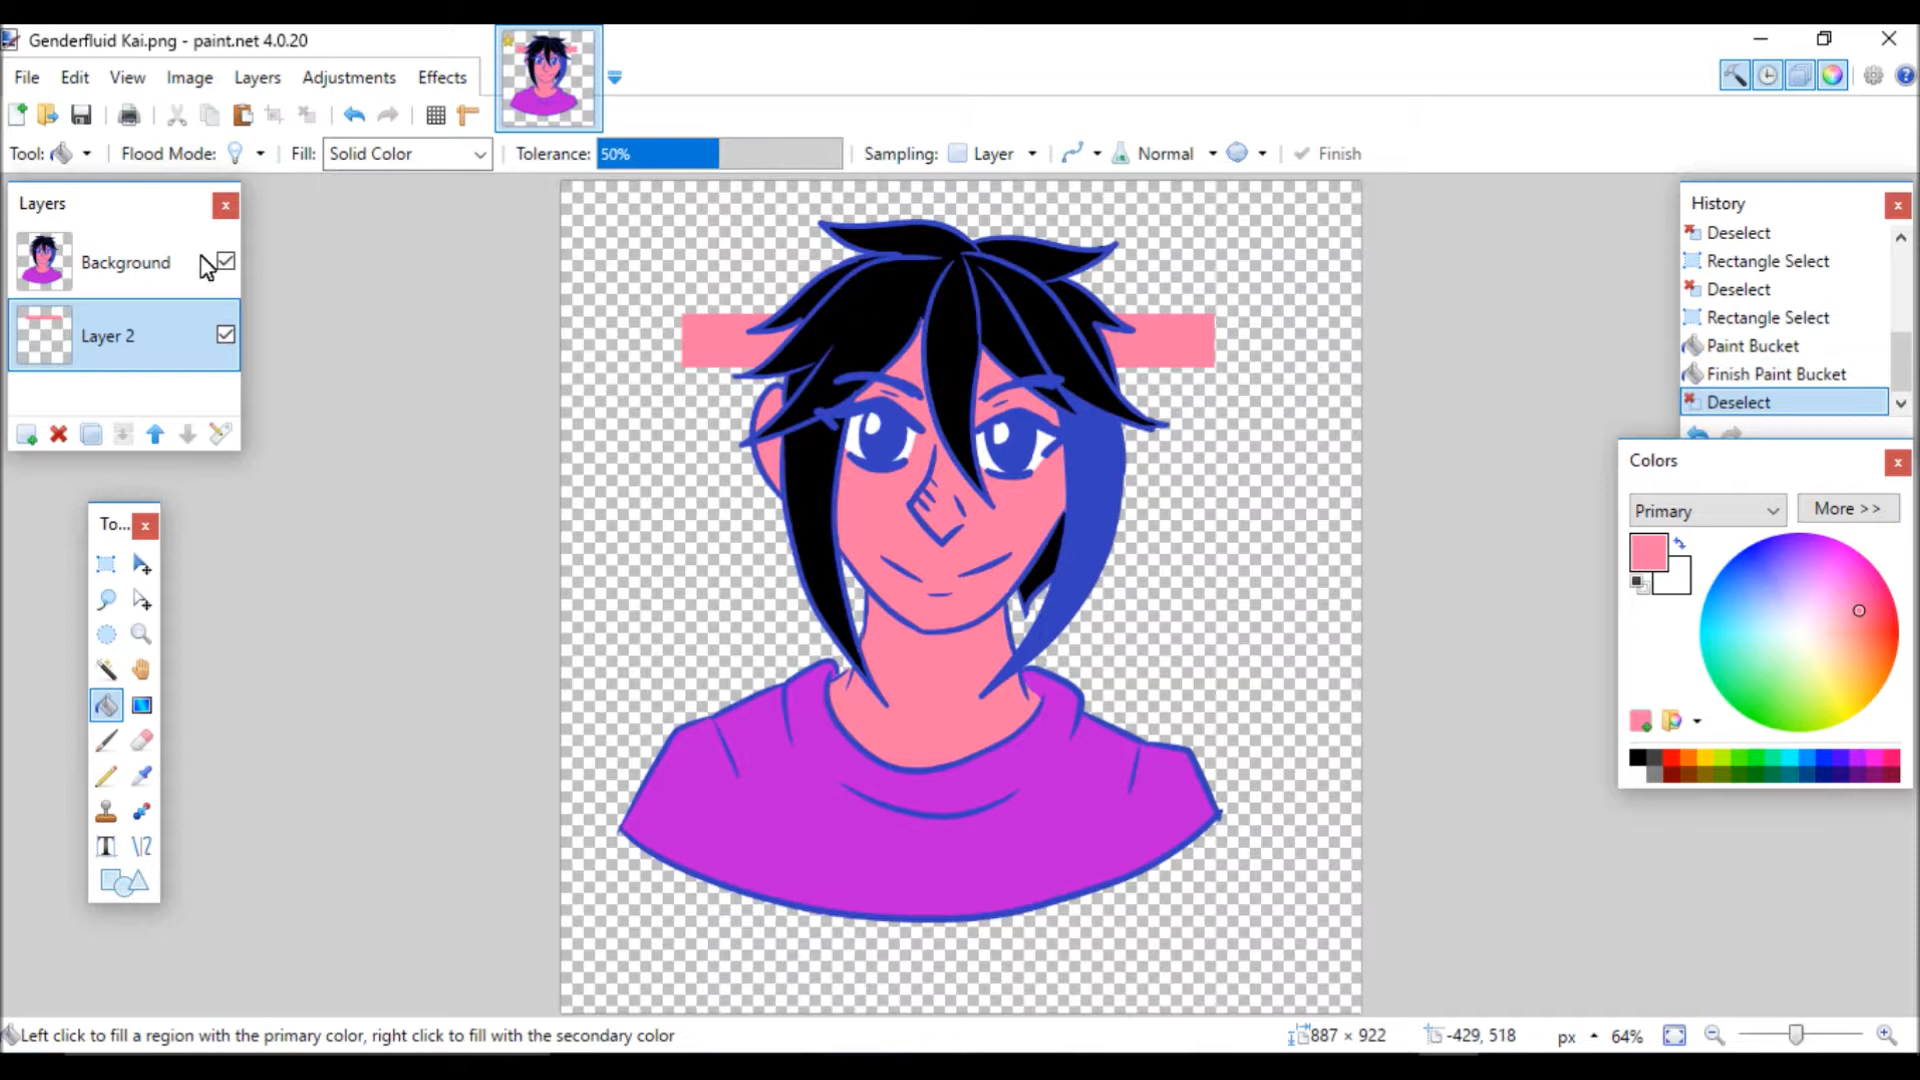 Genderfluid Kai.png - paint.net 4.0.20
File Edit View Image Layers Adjustments Effects
Tool: Flood Mode: Fill: Solid Color Tolerance: 50% Sampling: Layer Normal Finish
Layers
Background
Layer 2
To...
T
History
Deselect
Rectangle Select
Deselect
Rectangle Select
Paint Bucket
Finish Paint Bucket
Deselect
Colors
Primary More >>
Left click to fill a region with the primary color, right click to fill with the secondary color 887 × 922 -429, 518 px 64%